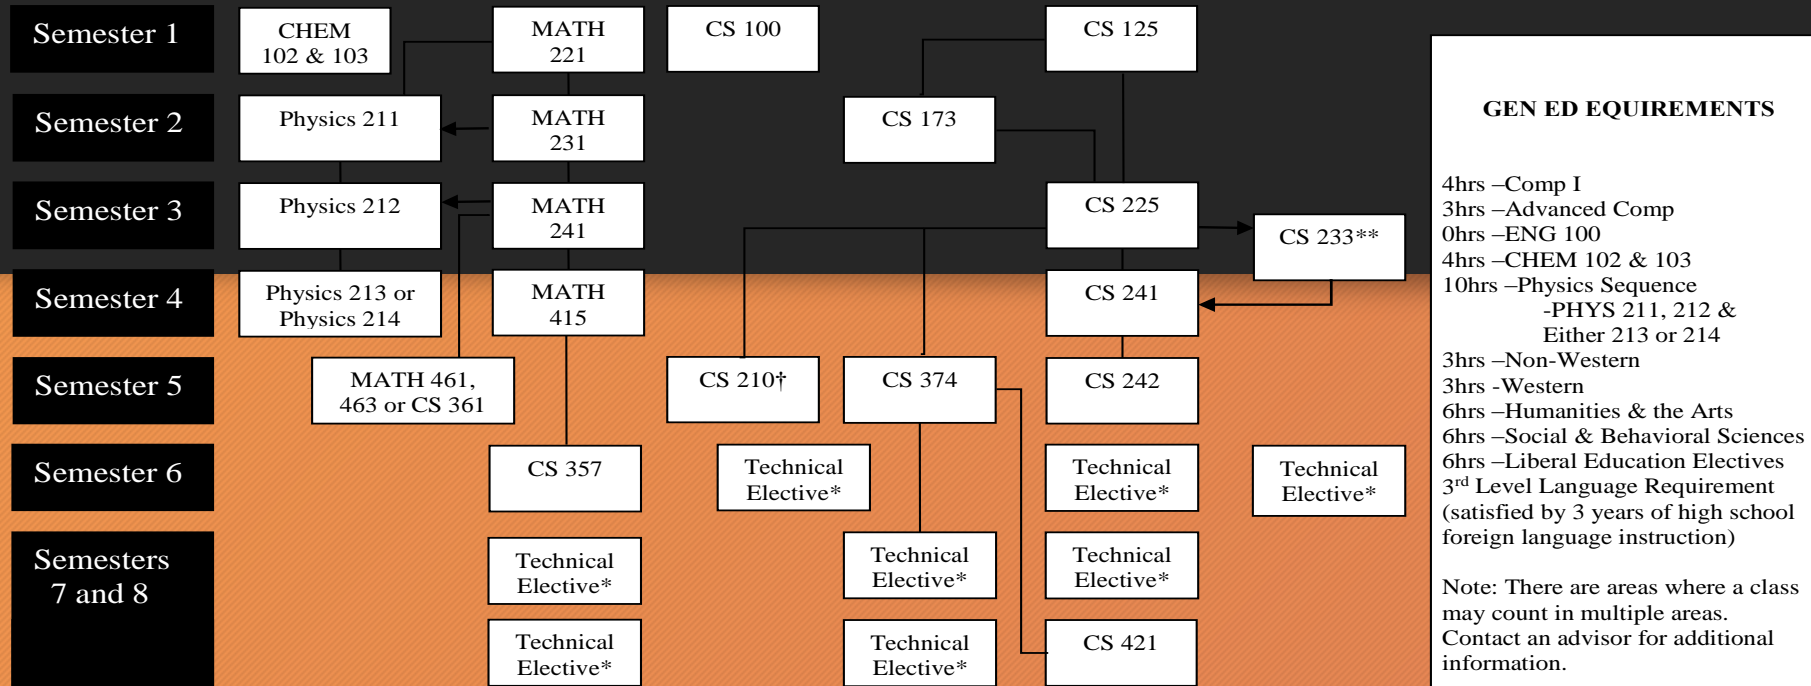 Semester 1
CHEM
102 & 103
MATH
221
CS 100
CS 125
Semester 2
Physics 211
MATH
231
CS 173
Semester 3
Physics 212
MATH
241
CS 225
CS 233**
Semester 4
Physics 213 or
Physics 214
MATH
415
CS 241
MATH 461,
463 or CS 361
Semester 5
CS 210†
CS 374
CS 242
Semester 6
CS 357
Technical
Elective*
Technical
Elective*
Technical
Elective*
Semesters
7 and 8
Technical
Elective*
Technical
Elective*
Technical
Elective*
Technical
Elective*
Technical
Elective*
CS 421
GEN ED EQUIREMENTS
4hrs –Comp I
3hrs –Advanced Comp
0hrs –ENG 100
4hrs –CHEM 102 & 103
10hrs –Physics Sequence
-PHYS 211, 212 &
Either 213 or 214
3hrs –Non-Western
3hrs -Western
6hrs –Humanities & the Arts
6hrs –Social & Behavioral Sciences
6hrs –Liberal Education Electives
3rd Level Language Requirement
(satisfied by 3 years of high school
foreign language instruction)
Note: There are areas where a class
may count in multiple areas.
Contact an advisor for additional
information.